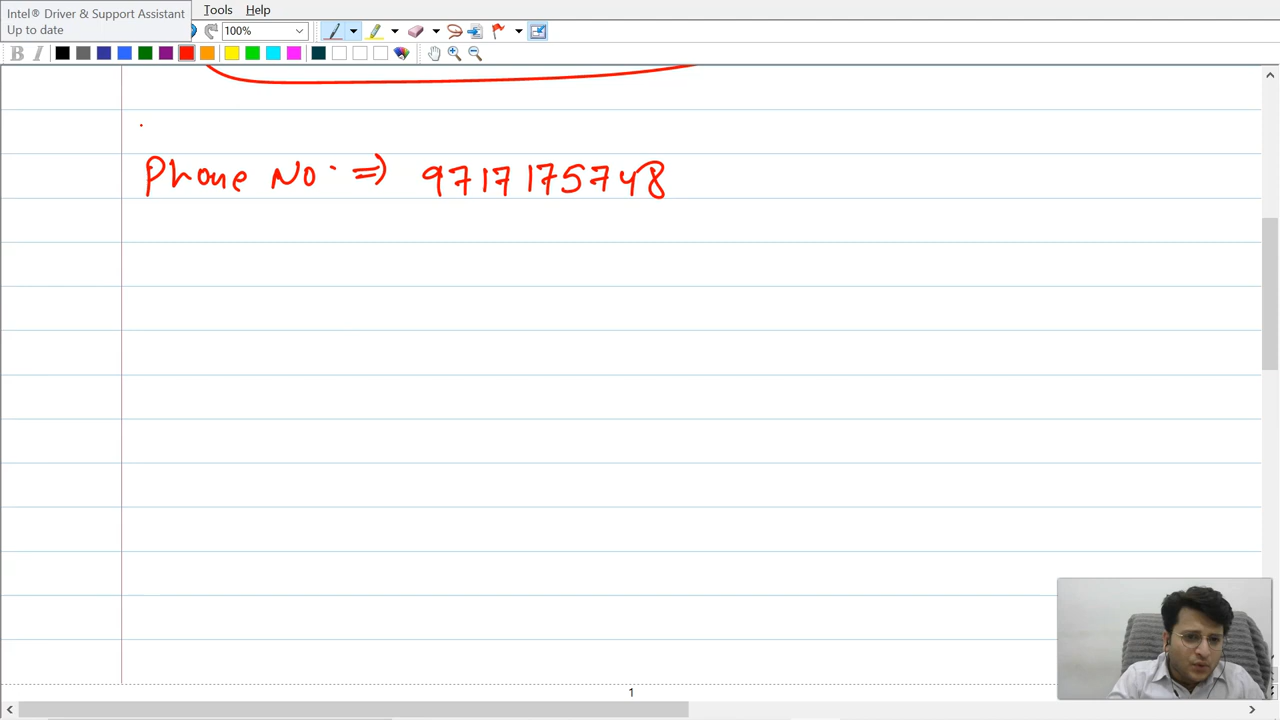 Intel® Driver & Support Assistant
Up to date
Tools Help
100%
B I
Phone No. => 9717175748
1